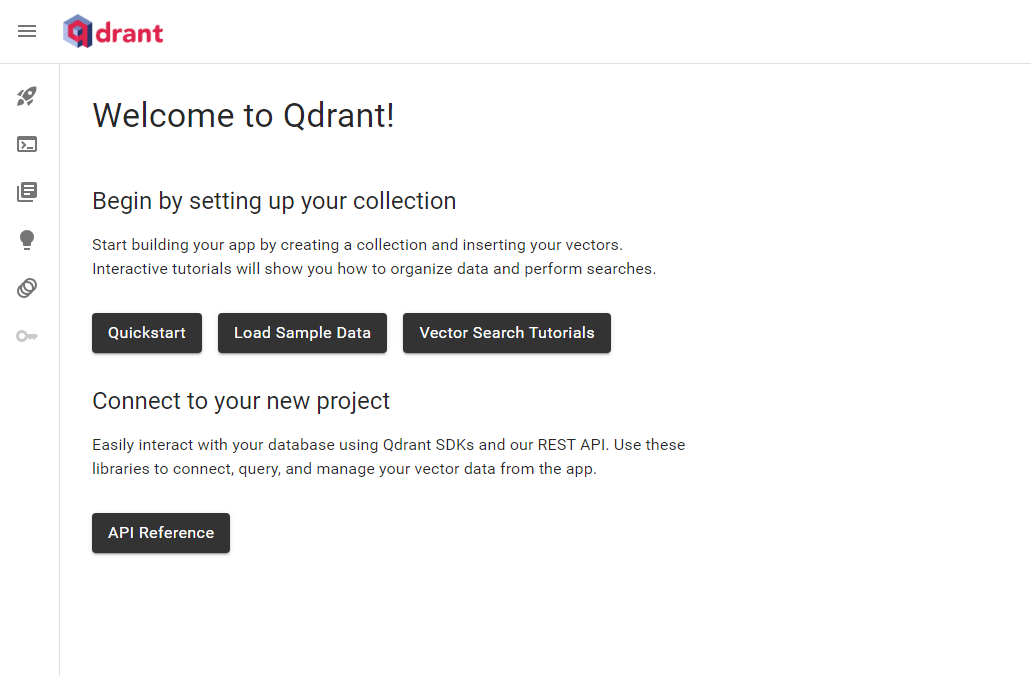 qdrant
Welcome to Qdrant!
Begin by setting up your collection
Start building your app by creating a collection and inserting your vectors.
Interactive tutorials will show you how to organize data and perform searches.
Quickstart
Load Sample Data
Vector Search Tutorials
Connect to your new project
Easily interact with your database using Qdrant SDKs and our REST API. Use these
libraries to connect, query, and manage your vector data from the app.
API Reference